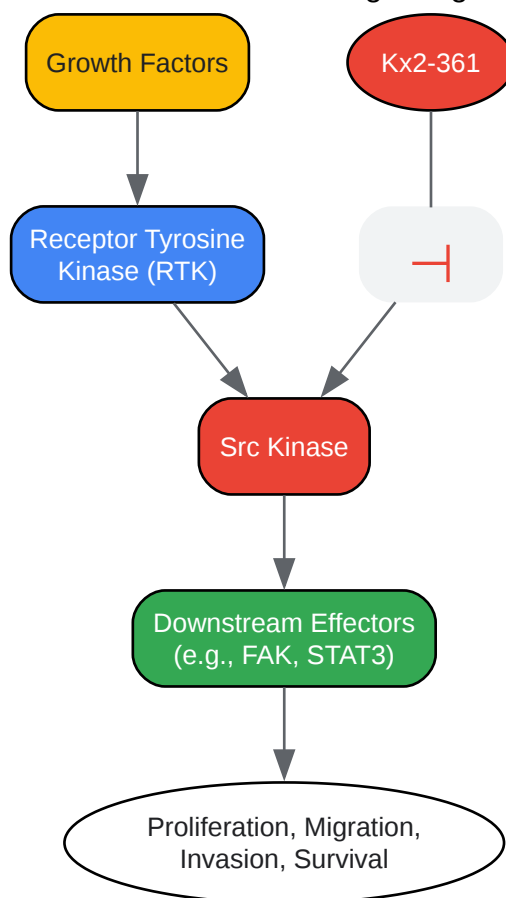 Growth Factors
Kx2-361
Receptor Tyrosine
Kinase (RTK)
⊣
Src Kinase
Downstream Effectors
(e.g., FAK, STAT3)
Proliferation, Migration,
Invasion, Survival